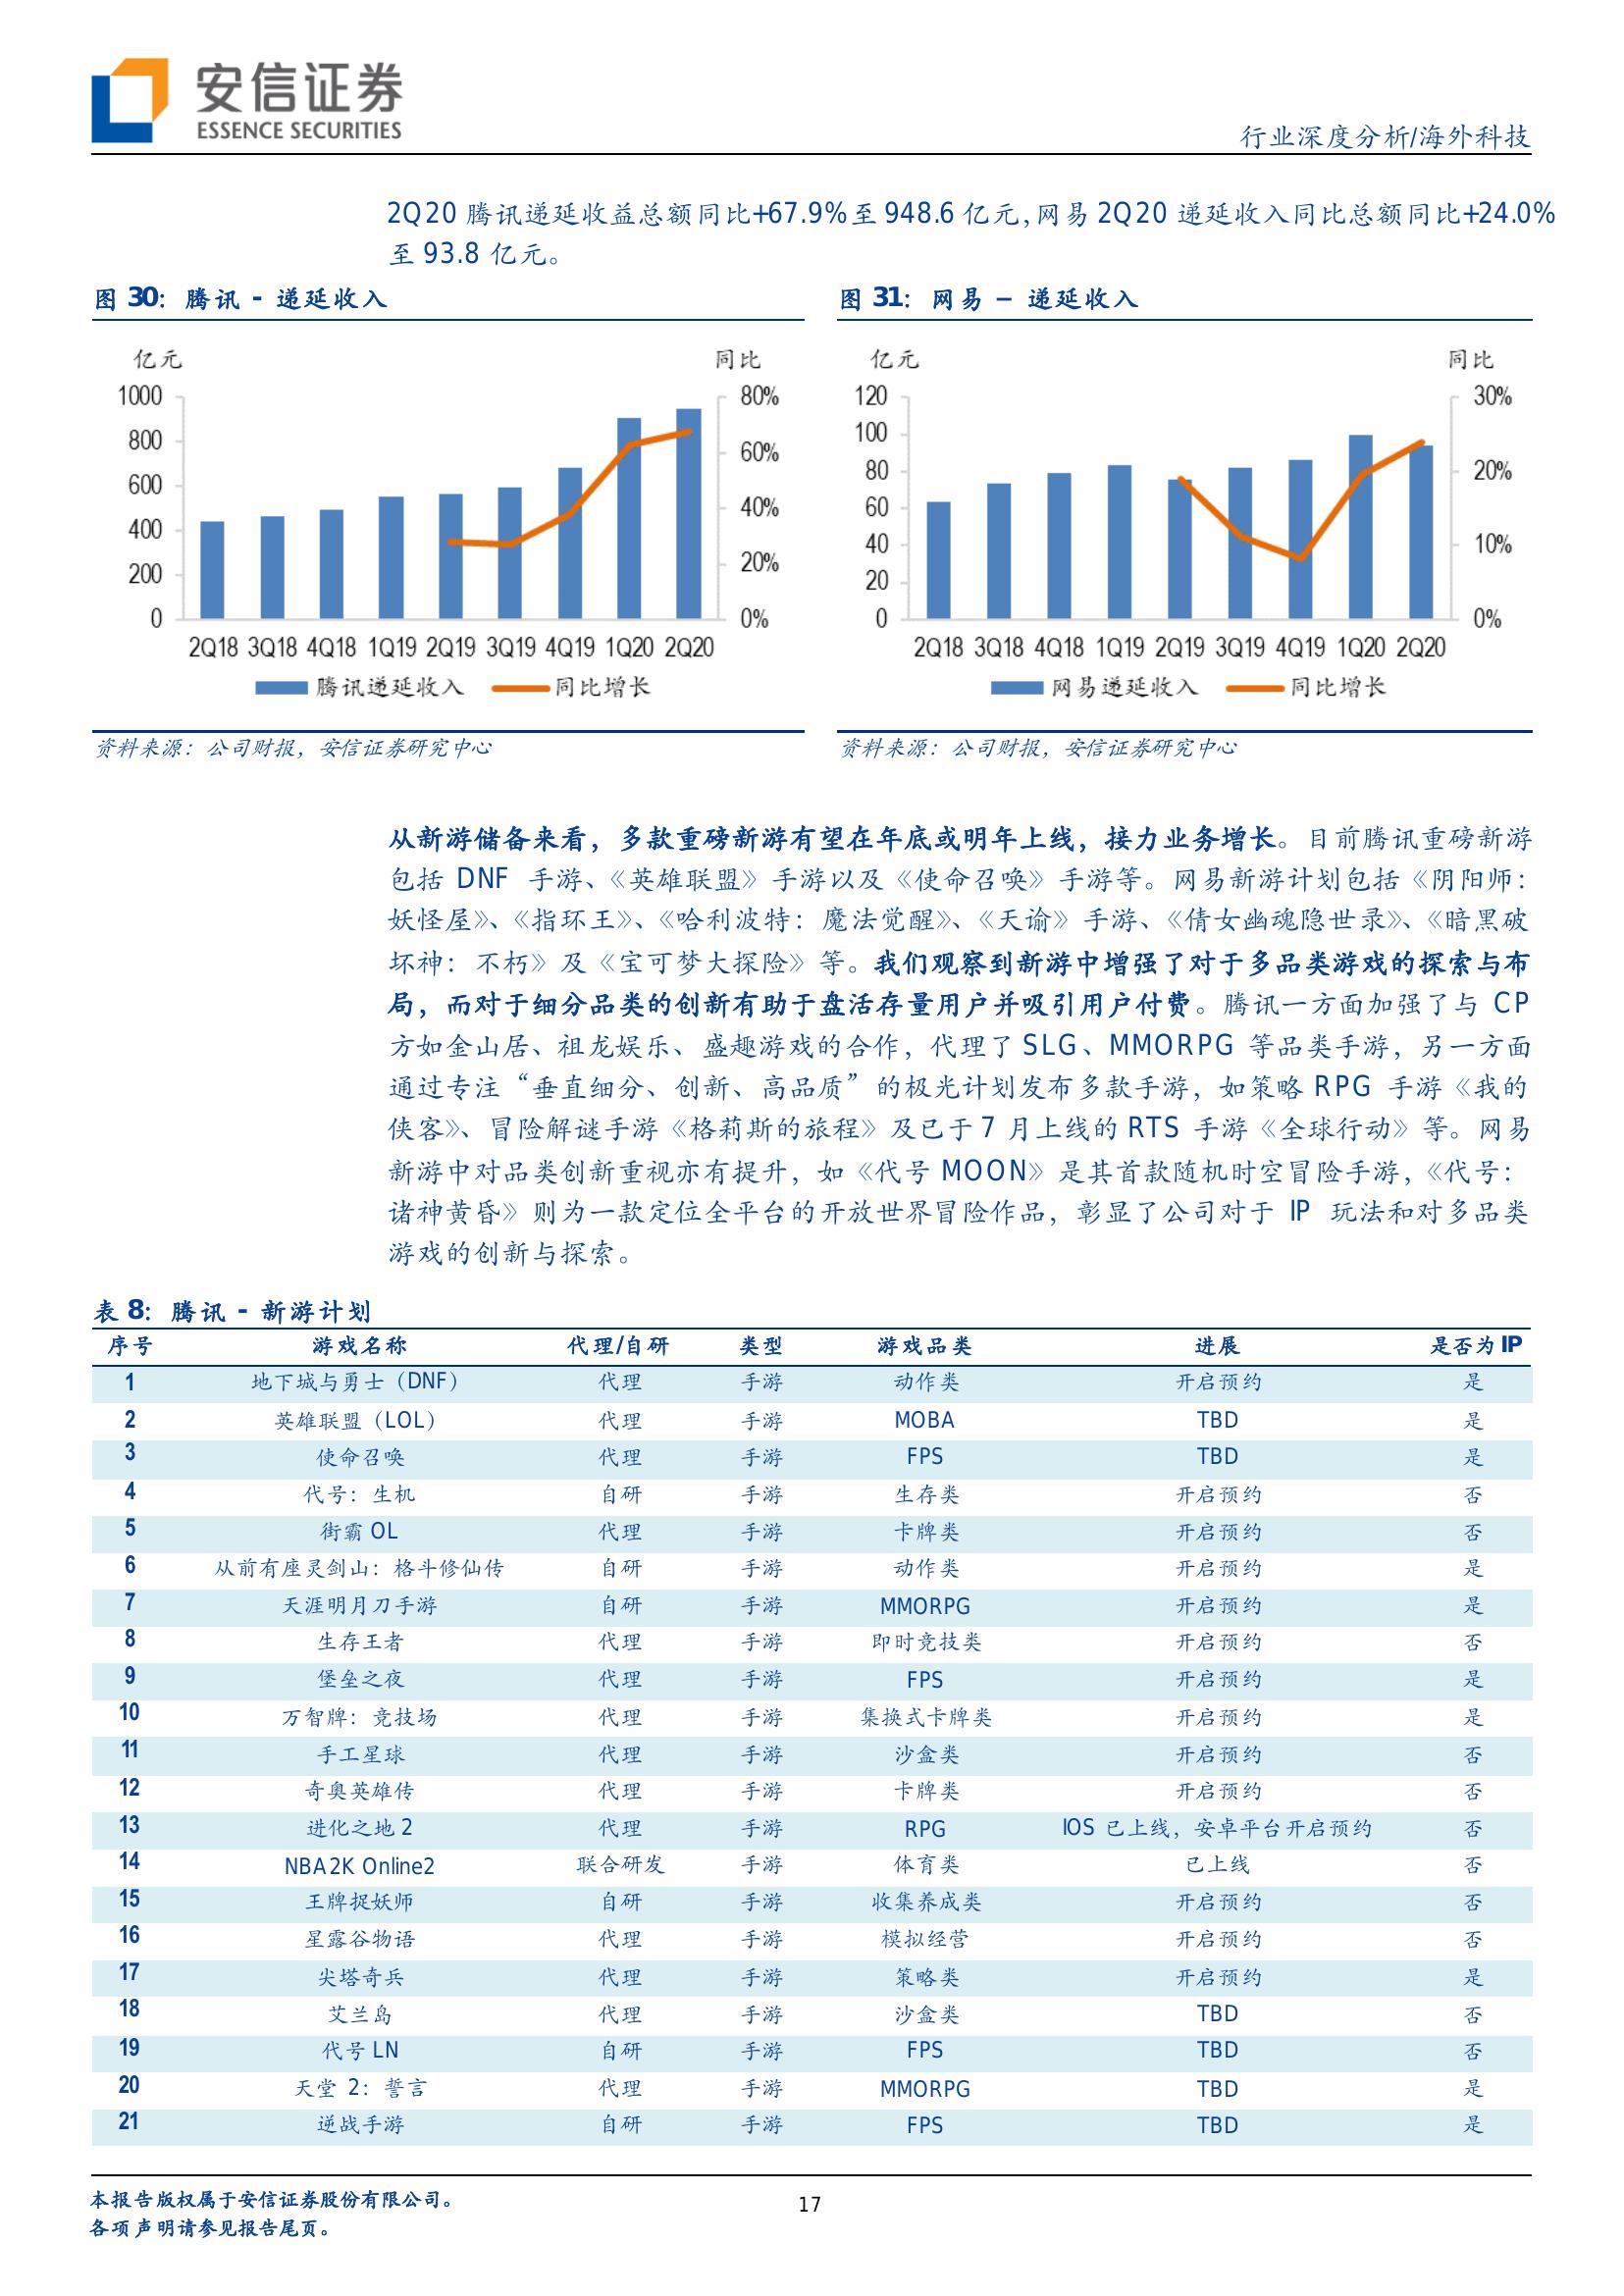 安信证券
ESSENCE SECURITIES
行业深度分析/海外科技
2Q20 腾讯递延收益总额同比+67.9%至 948.6 亿元,网易 2Q20 递延收入同比总额同比+24.0%
至 93.8 亿元。
图 30: 腾讯 - 递延收入
亿元
同比
1000
800
600
400
200
0
80%
60%
40%
20%
0%
2Q18 3Q18 4Q18 1Q19 2Q19 3Q19 4Q19 1Q20 2Q20
腾讯递延收入 同比增长
资料来源: 公司财报, 安信证券研究中心
图 31: 网易 – 递延收入
亿元
同比
120
100
80
60
40
20
0
30%
20%
10%
0%
2Q18 3Q18 4Q18 1Q19 2Q19 3Q19 4Q19 1Q20 2Q20
网易递延收入 同比增长
资料来源: 公司财报, 安信证券研究中心
从新游储备来看,多款重磅新游有望在年底或明年上线,接力业务增长。目前腾讯重磅新游
包括 DNF 手游、《英雄联盟》手游以及《使命召唤》手游等。网易新游计划包括《阴阳师:
妖怪屋》、《指环王》、《哈利波特: 魔法觉醒》、《天谕》手游、《倩女幽魂隐世录》、《暗黑破
坏神: 不朽》及《宝可梦大探险》等。我们观察到新游中增强了对于多品类游戏的探索与布
局,而对于细分品类的创新有助于盘活存量用户并吸引用户付费。腾讯一方面加强了与 CP
方如金山居、祖龙娱乐、盛趣游戏的合作,代理了 SLG、MMORPG 等品类手游,另一方面
通过专注“垂直细分、创新、高品质”的极光计划发布多款手游,如策略 RPG 手游《我的
侠客》、冒险解谜手游《格莉斯的旅程》及已于 7 月上线的 RTS 手游《全球行动》等。网易
新游中对品类创新重视亦有提升,如《代号 MOON》是其首款随机时空冒险手游,《代号:
诸神黄昏》则为一款定位全平台的开放世界冒险作品,彰显了公司对于 IP 玩法和对多品类
游戏的创新与探索。
表 8: 腾讯 - 新游计划
序号 游戏名称 代理/自研 类型 游戏品类 进展 是否为 IP
1 地下城与勇士(DNF) 代理 手游 动作类 开启预约 是
2 英雄联盟(LOL) 代理 手游 MOBA TBD 是
3 使命召唤 代理 手游 FPS TBD 是
4 代号: 生机 自研 手游 生存类 开启预约 否
5 街霸 OL 代理 手游 卡牌类 开启预约 否
6 从前有座灵剑山: 格斗修仙传 自研 手游 动作类 开启预约 是
7 天涯明月刀手游 自研 手游 MMORPG 开启预约 是
8 生存王者 代理 手游 即时竞技类 开启预约 否
9 堡垒之夜 代理 手游 FPS 开启预约 是
10 万智牌: 竞技场 代理 手游 集换式卡牌类 开启预约 是
11 手工星球 代理 手游 沙盒类 开启预约 否
12 奇奥英雄传 代理 手游 卡牌类 开启预约 否
13 进化之地 2 代理 手游 RPG IOS 已上线, 安卓平台开启预约 否
14 NBA2K Online2 联合研发 手游 体育类 已上线 否
15 王牌捉妖师 自研 手游 收集养成类 开启预约 否
16 星露谷物语 代理 手游 模拟经营 开启预约 否
17 尖塔奇兵 代理 手游 策略类 开启预约 是
18 艾兰岛 代理 手游 沙盒类 TBD 否
19 代号 LN 自研 手游 FPS TBD 否
20 天堂 2: 誓言 代理 手游 MMORPG TBD 是
21 逆战手游 自研 手游 FPS TBD 是
本报告版权属于安信证券股份有限公司。
各项声明请参见报告尾页。
17